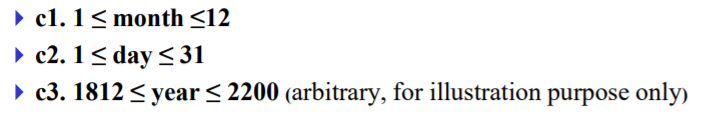 c1. 1 ≤ month ≤12
c2. 1 ≤ day ≤ 31
c3. 1812 ≤ year ≤ 2200 (arbitrary, for illustration purpose only)